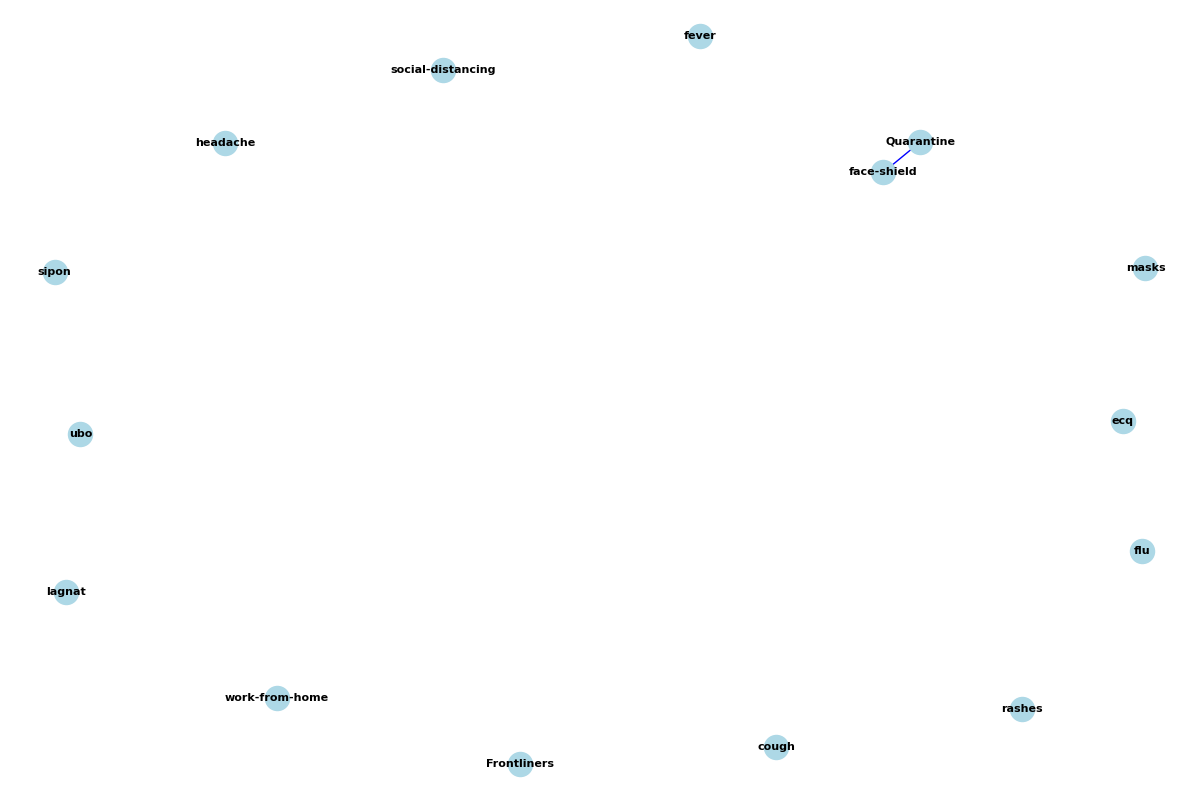 fever
social-distancing
Quarantine
headache
face-shield
masks
sipon
ecq
ubo
flu
lagnat
work-from-home
rashes
cough
Frontliners